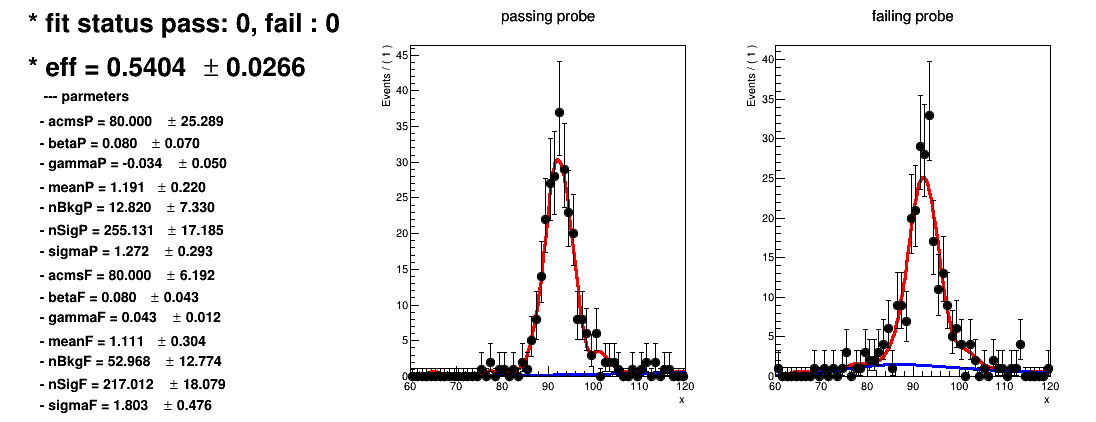 * fit status pass: 0, fail : 0
* eff = 0.5404 ± 0.0266
--- parmeters
- acmsP = 80.000 ± 25.289
- betaP = 0.080 ± 0.070
- gammaP = -0.034 ± 0.050
- meanP = 1.191 ± 0.220
- nBkgP = 12.820 ± 7.330
- nSigP = 255.131 ± 17.185
- sigmaP = 1.272 ± 0.293
- acmsF = 80.000 ± 6.192
- betaF = 0.080 ± 0.043
- gammaF = 0.043 ± 0.012
- meanF = 1.111 ± 0.304
- nBkgF = 52.968 ± 12.774
- nSigF = 217.012 ± 18.079
- sigmaF = 1.803 ± 0.476
passing probe
Events / ( 1 )
45
40
35
30
25
20
15
10
5
0
60 70 80 90 100 110 120
x
failing probe
Events / ( 1 )
40
35
30
25
20
15
10
5
0
60 70 80 90 100 110 120
x